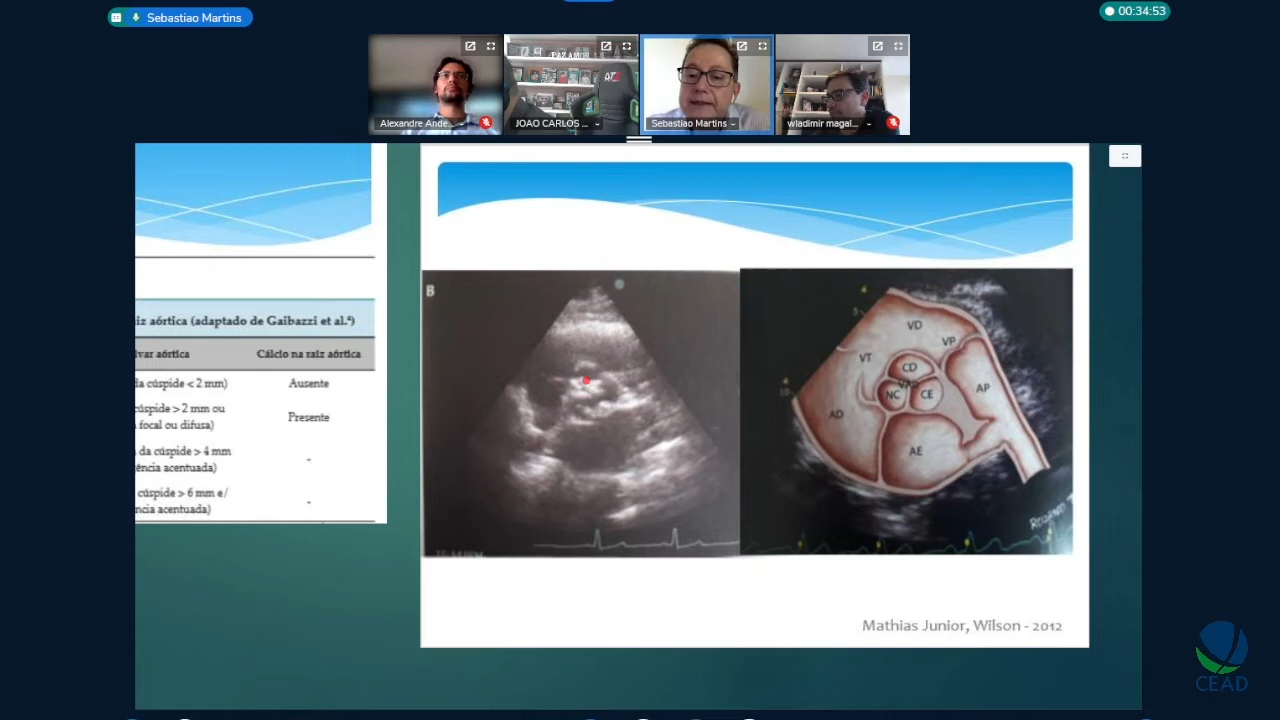 Sebastiao Martins
00:34:53
Alexandre Ande...
JOAO CARLOS ...
Sebastiao Martins
wladimir magal...
iz aórtica (adaptado de Gaibazzi et al.⁶)
lvar aórtica
Cálcio na raiz aórtica
da cúspide < 2 mm)
Ausente
cúspide > 2 mm ou
focal ou difusa)
Presente
da cúspide > 4 mm
ência acentuada)
-
cúspide > 6 mm e/
ncia acentuada)
-
B
VD
VT
VP
CD
NC
CE
AP
AD
AE
Mathias Junior, Wilson - 2012
CEAD